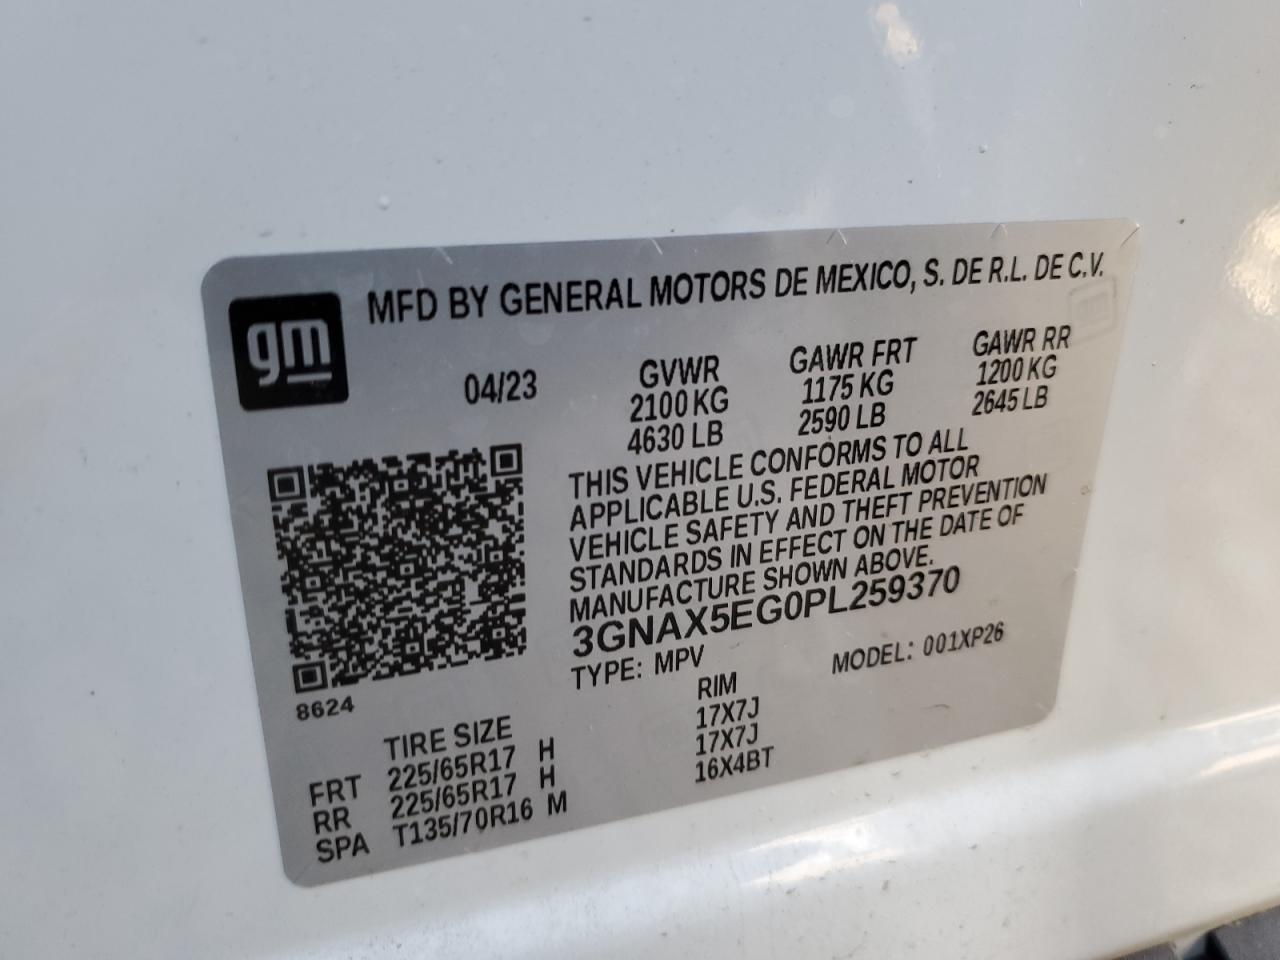 gm
MFD BY GENERAL MOTORS DE MEXICO, S. DE R.L. DE C.V.
04/23 GVWR GAWR FRT GAWR RR
2100 KG 1175 KG 1200 KG
4630 LB 2590 LB 2645 LB
THIS VEHICLE CONFORMS TO ALL
APPLICABLE U.S. FEDERAL MOTOR
VEHICLE SAFETY AND THEFT PREVENTION
STANDARDS IN EFFECT ON THE DATE OF
MANUFACTURE SHOWN ABOVE.
3GNAX5EG0PL259370
TYPE: MPV MODEL: 001XP26
8624
TIRE SIZE RIM
FRT 225/65R17 H 17X7J
RR 225/65R17 H 17X7J
SPA T135/70R16 M 16X4BT